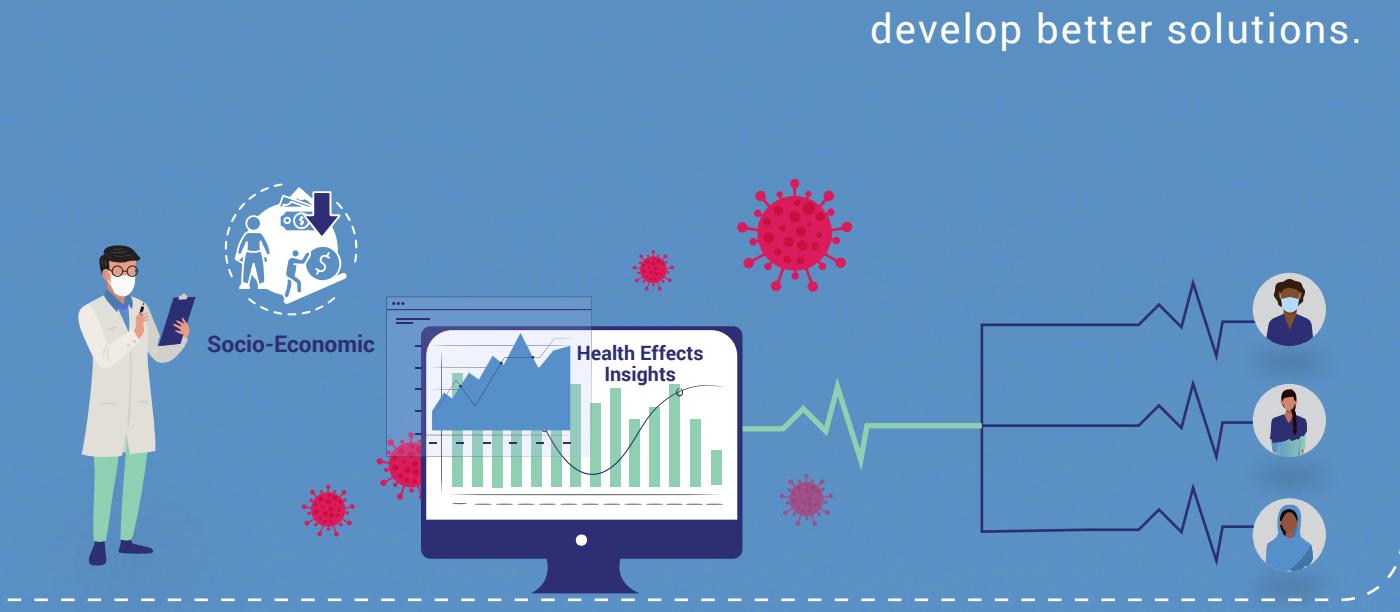 develop better solutions.
Socio-Economic
Health Effects
Insights